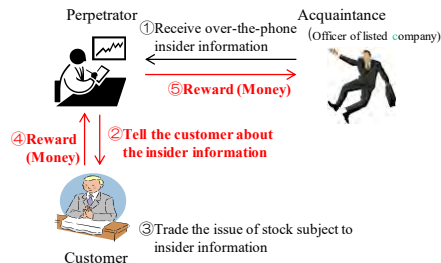 Perpetrator
Acquaintance
(Officer of listed company)
①Receive over-the-phone
insider information
⑤Reward (Money)
④Reward
(Money)
②Tell the customer about
the insider information
③Trade the issue of stock subject to
insider information
Customer